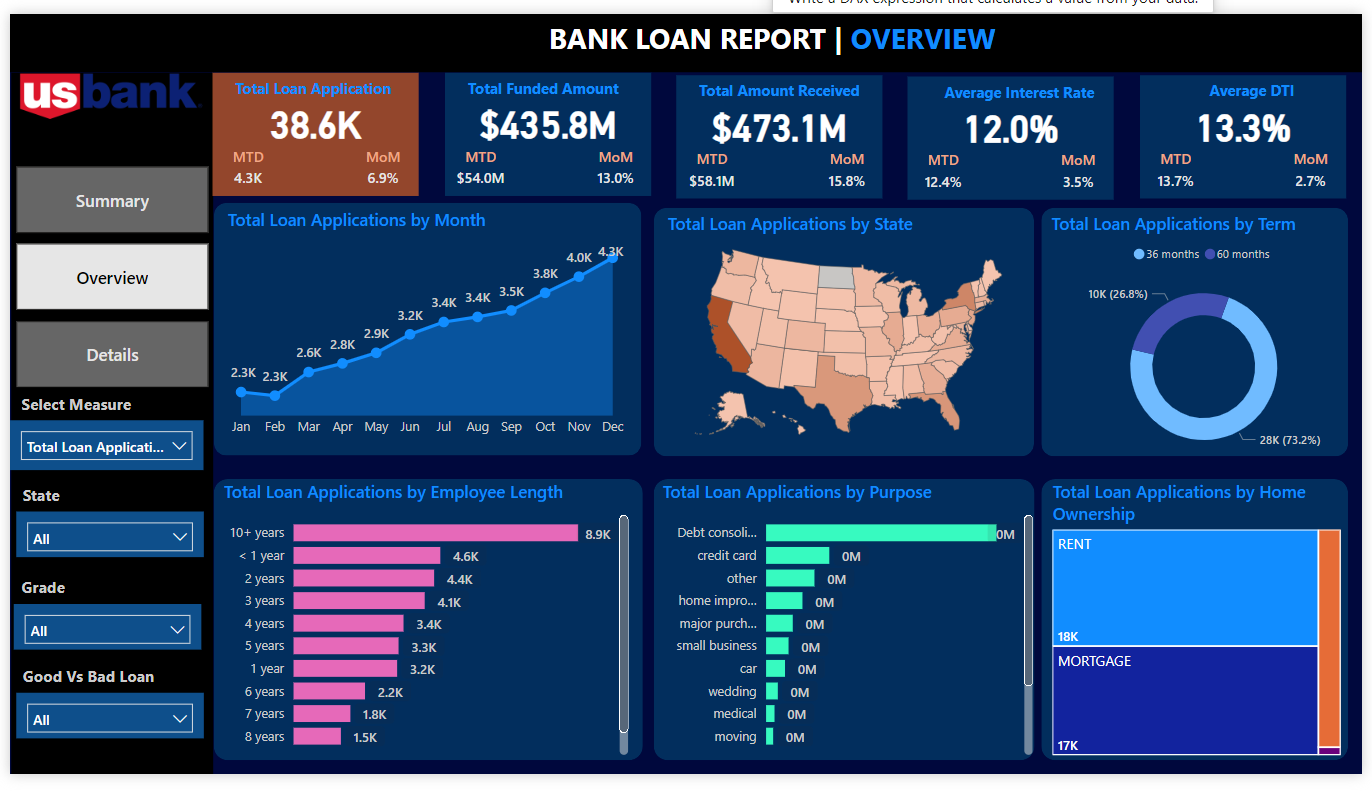 Write a DAX expression that calculates a value from your data.
BANK LOAN REPORT | OVERVIEW
usbank
Total Loan Application
38.6K
MTD MoM
4.3K 6.9%
Total Funded Amount
$435.8M
MTD MoM
$54.0M 13.0%
Total Amount Received
$473.1M
MTD MoM
$58.1M 15.8%
Average Interest Rate
12.0%
MTD MoM
12.4% 3.5%
Average DTI
13.3%
MTD MoM
13.7% 2.7%
Summary
Overview
Details
Select Measure
Total Loan Applicati...
State
All
Grade
All
Good Vs Bad Loan
All
Total Loan Applications by Month
2.3K 2.3K 2.6K 2.8K 2.9K 3.2K 3.4K 3.4K 3.5K 3.8K 4.0K 4.3K
Jan Feb Mar Apr May Jun Jul Aug Sep Oct Nov Dec
Total Loan Applications by State
Total Loan Applications by Term
36 months 60 months
10K (26.8%)
28K (73.2%)
Total Loan Applications by Employee Length
10+ years 8.9K
< 1 year 4.6K
2 years 4.4K
3 years 4.1K
4 years 3.4K
5 years 3.3K
1 year 3.2K
6 years 2.2K
7 years 1.8K
8 years 1.5K
Total Loan Applications by Purpose
Debt consoli... 0M
credit card 0M
other 0M
home impro... 0M
major purch... 0M
small business 0M
car 0M
wedding 0M
medical 0M
moving 0M
Total Loan Applications by Home
Ownership
RENT
18K
MORTGAGE
17K